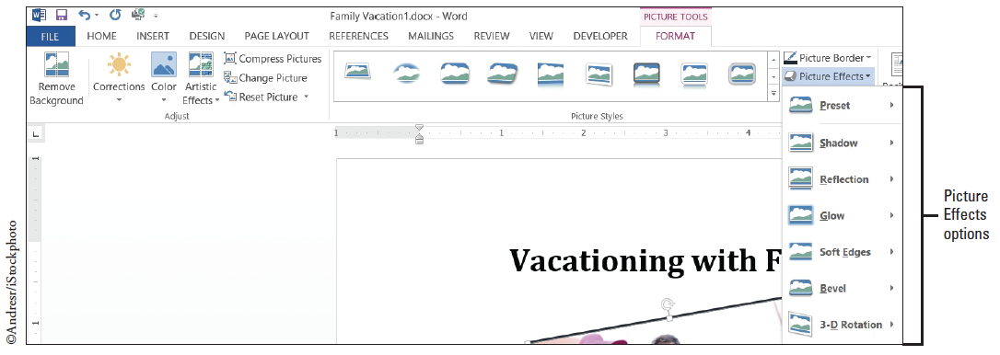 Family Vacation1.docx - Word
PICTURE TOOLS
FILE HOME INSERT DESIGN PAGE LAYOUT REFERENCES MAILINGS REVIEW VIEW DEVELOPER FORMAT
Remove Background
Corrections
Color
Artistic Effects
Compress Pictures
Change Picture
Reset Picture
Adjust
Picture Styles
Picture Border
Picture Effects
Preset
Shadow
Reflection
Glow
Soft Edges
Bevel
3-D Rotation
Picture
Effects
options
1 1 2 3 4
1
1
Vacationing with F
©Andresr/iStockphoto